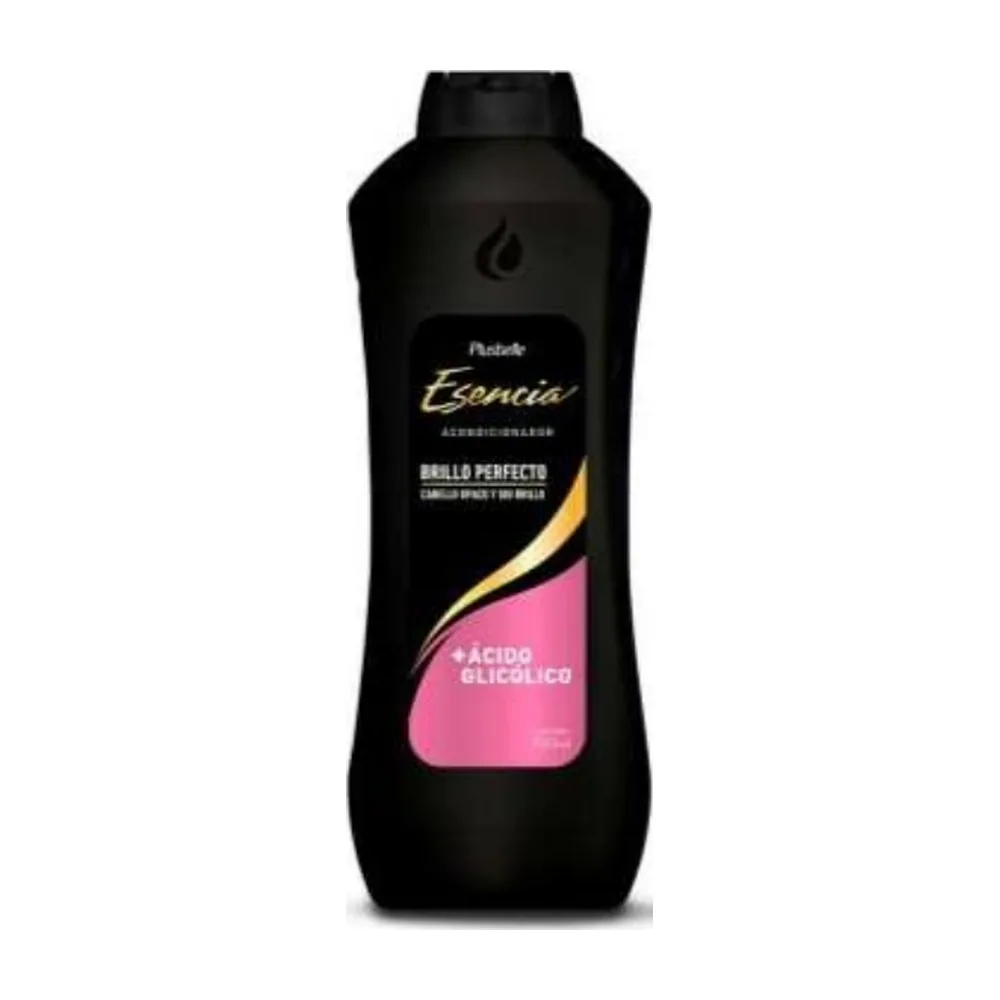 Plusbelle
Esencia
ACONDICIONADOR
BRILLO PERFECTO
CABELLO OPACO Y SIN BRILLO
+ÁCIDO
GLICÓLICO